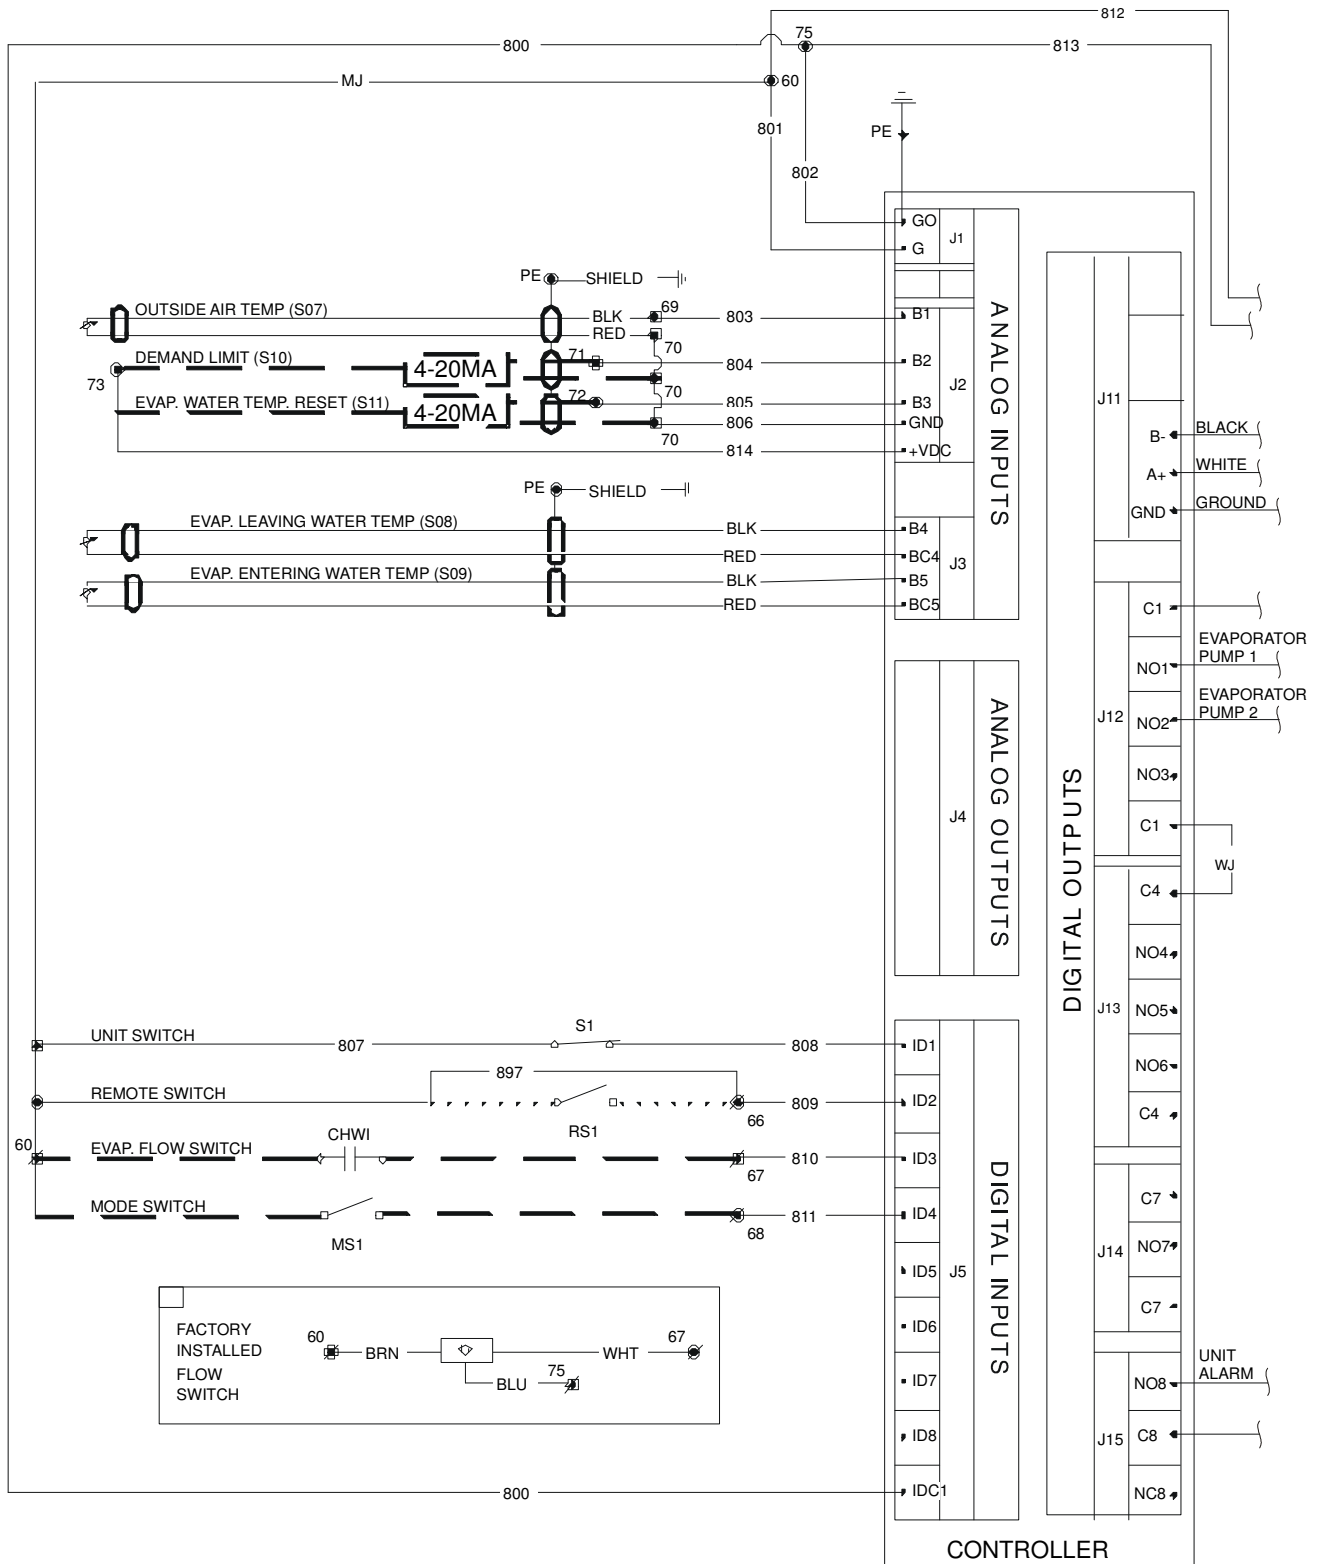 812
75
800
813
MJ
60
801
PE
802
GO
G
J1
PE
SHIELD
OUTSIDE AIR TEMP (S07)
BLK
69
803
B1
RED
70
DEMAND LIMIT (S10)
4-20MA
71
804
B2
73
70
J2
EVAP. WATER TEMP. RESET (S11)
4-20MA
72
805
B3
806
GND
70
814
+VDC
ANALOG INPUTS
PE
SHIELD
EVAP. LEAVING WATER TEMP (S08)
BLK
B4
RED
BC4
J3
EVAP. ENTERING WATER TEMP (S09)
BLK
B5
RED
BC5
J4
ANALOG OUTPUTS
UNIT SWITCH
807
S1
808
ID1
897
REMOTE SWITCH
RS1
66
809
ID2
60
EVAP. FLOW SWITCH
CHWI
67
810
ID3
MODE SWITCH
MS1
68
811
ID4
ID5
J5
ID6
ID7
ID8
DIGITAL INPUTS
FACTORY
INSTALLED
FLOW
SWITCH
60
BRN
WHT
67
BLU
75
800
IDC1
DIGITAL OUTPUTS
J11
B-
BLACK
A+
WHITE
GND
GROUND
J12
C1
NO1
EVAPORATOR
PUMP 1
NO2
EVAPORATOR
PUMP 2
NO3
C1
WJ
J13
C4
NO4
NO5
NO6
C4
J14
C7
NO7
C7
J15
NO8
UNIT
ALARM
C8
NC8
CONTROLLER